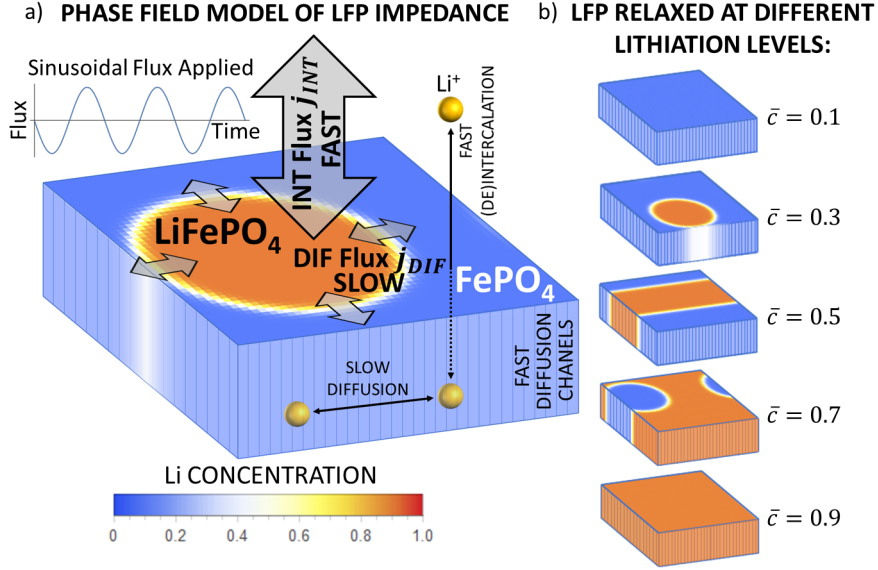 a) PHASE FIELD MODEL OF LFP IMPEDANCE
Sinusoidal Flux Applied
Flux
Time
INT Flux j_INT
FAST
Li⁺
FAST
(DE)INTERCALATION
LiFePO₄
DIF Flux j_DIF
SLOW
FePO₄
SLOW
DIFFUSION
FAST
DIFFUSION
CHANNELS
Li CONCENTRATION
0 0.2 0.4 0.6 0.8 1.0
b) LFP RELAXED AT DIFFERENT
LITHIATION LEVELS:
c̄ = 0.1
c̄ = 0.3
c̄ = 0.5
c̄ = 0.7
c̄ = 0.9